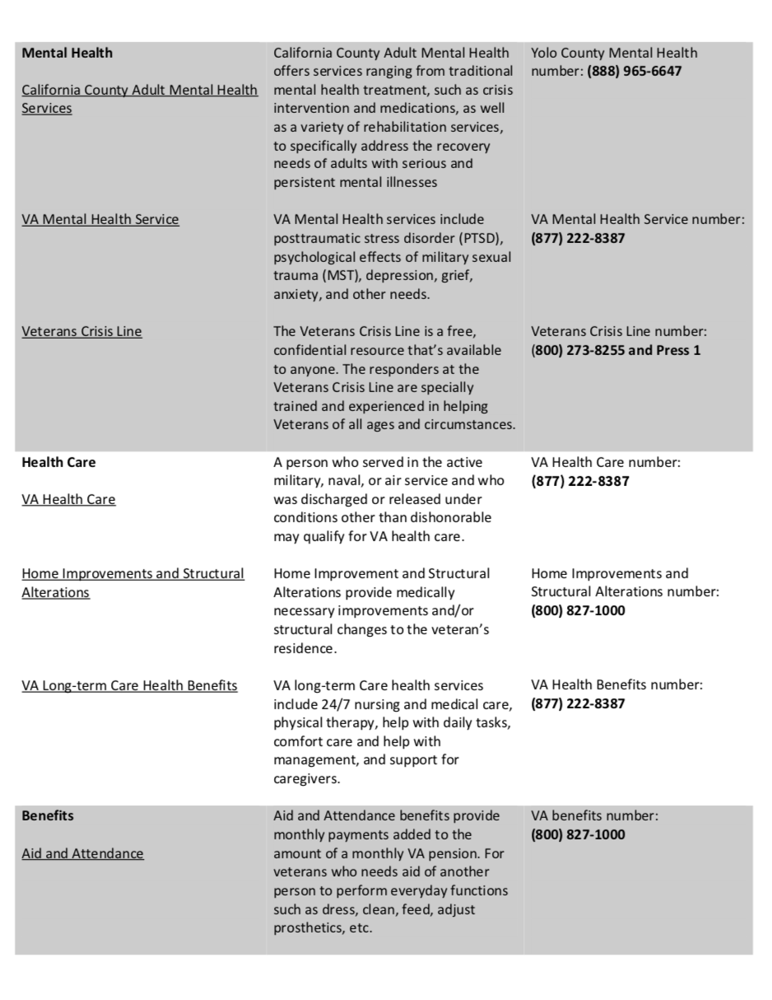 Mental Health
California County Adult Mental Health
Services
California County Adult Mental Health
offers services ranging from traditional
mental health treatment, such as crisis
intervention and medications, as well
as a variety of rehabilitation services,
to specifically address the recovery
needs of adults with serious and
persistent mental illnesses
Yolo County Mental Health
number: (888) 965-6647
VA Mental Health Service
VA Mental Health services include
posttraumatic stress disorder (PTSD),
psychological effects of military sexual
trauma (MST), depression, grief,
anxiety, and other needs.
VA Mental Health Service number:
(877) 222-8387
Veterans Crisis Line
The Veterans Crisis Line is a free,
confidential resource that’s available
to anyone. The responders at the
Veterans Crisis Line are specially
trained and experienced in helping
Veterans of all ages and circumstances.
Veterans Crisis Line number:
(800) 273-8255 and Press 1
Health Care
VA Health Care
A person who served in the active
military, naval, or air service and who
was discharged or released under
conditions other than dishonorable
may qualify for VA health care.
VA Health Care number:
(877) 222-8387
Home Improvements and Structural
Alterations
Home Improvement and Structural
Alterations provide medically
necessary improvements and/or
structural changes to the veteran’s
residence.
Home Improvements and
Structural Alterations number:
(800) 827-1000
VA Long-term Care Health Benefits
VA long-term Care health services
include 24/7 nursing and medical care,
physical therapy, help with daily tasks,
comfort care and help with
management, and support for
caregivers.
VA Health Benefits number:
(877) 222-8387
Benefits
Aid and Attendance
Aid and Attendance benefits provide
monthly payments added to the
amount of a monthly VA pension. For
veterans who needs aid of another
person to perform everyday functions
such as dress, clean, feed, adjust
prosthetics, etc.
VA benefits number:
(800) 827-1000